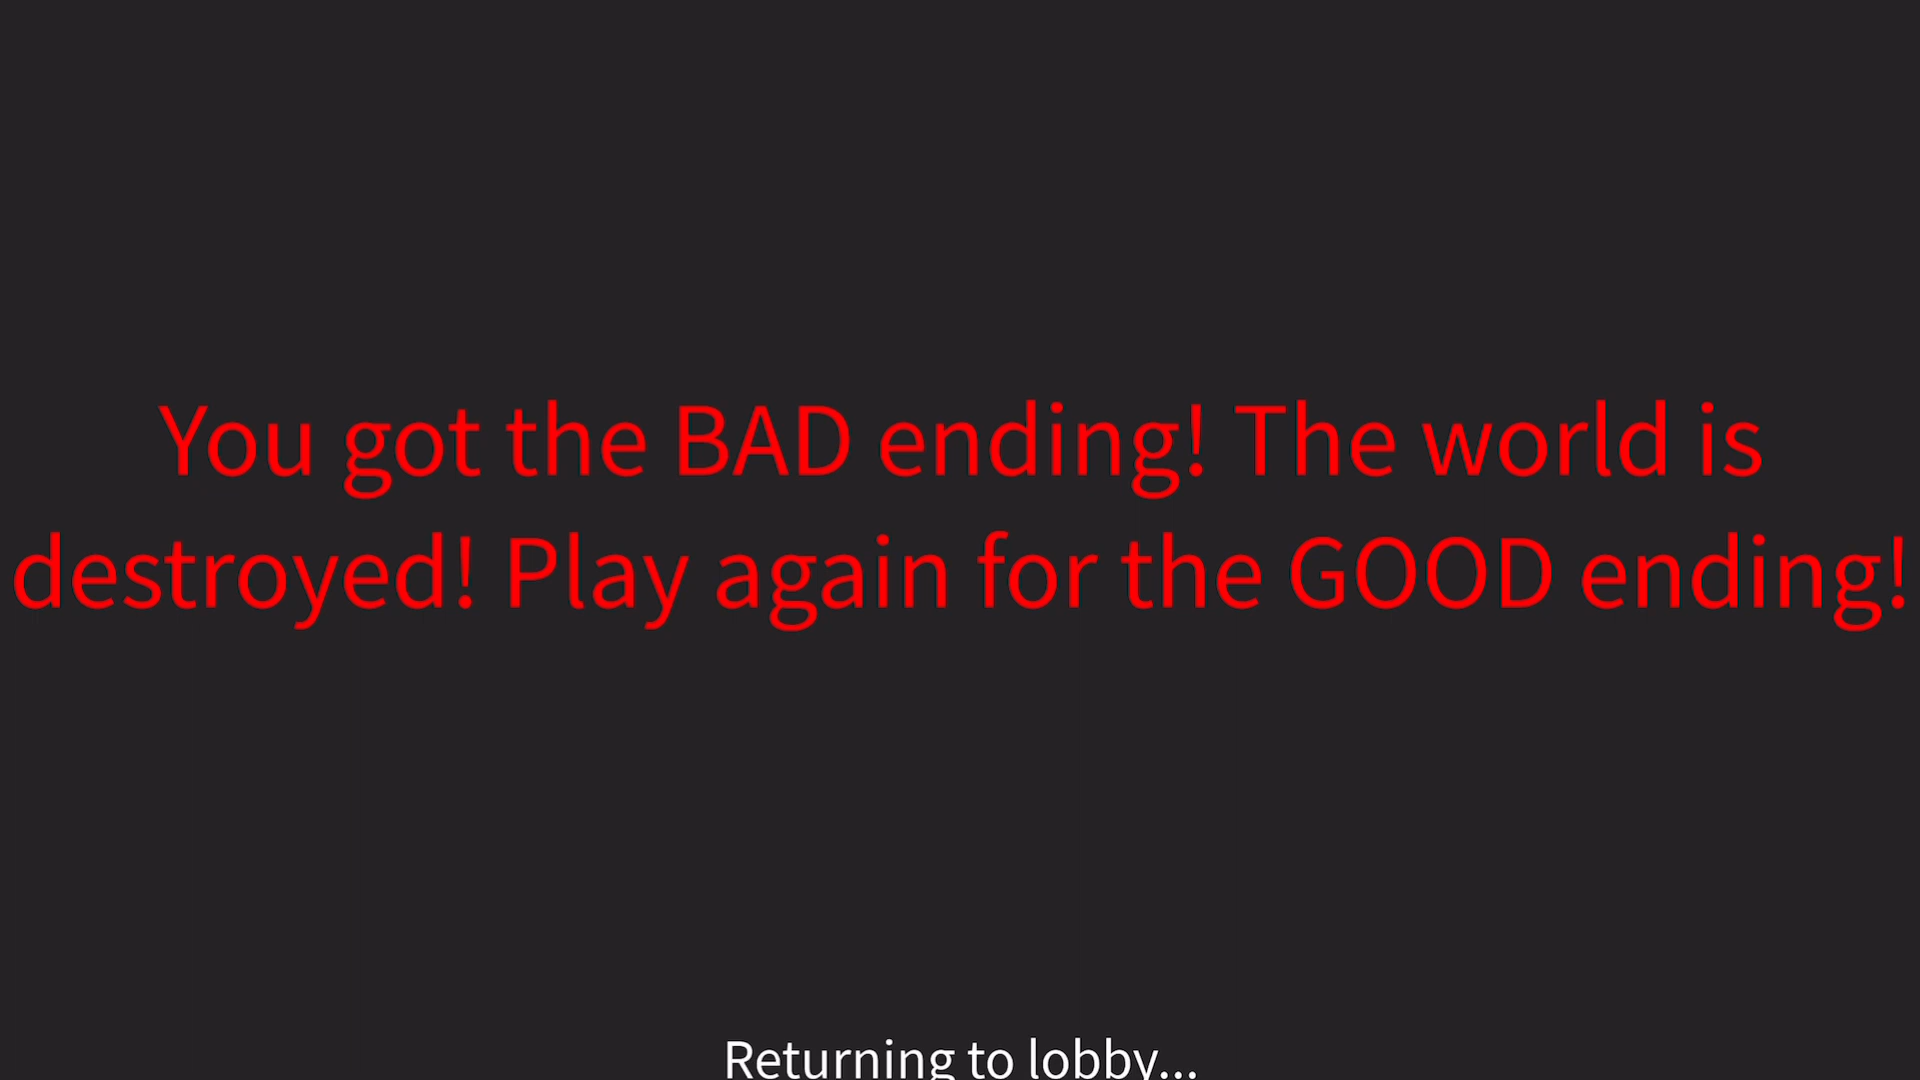 You got the BAD ending! The world is
destroyed! Play again for the GOOD ending!
Returning to lobby...